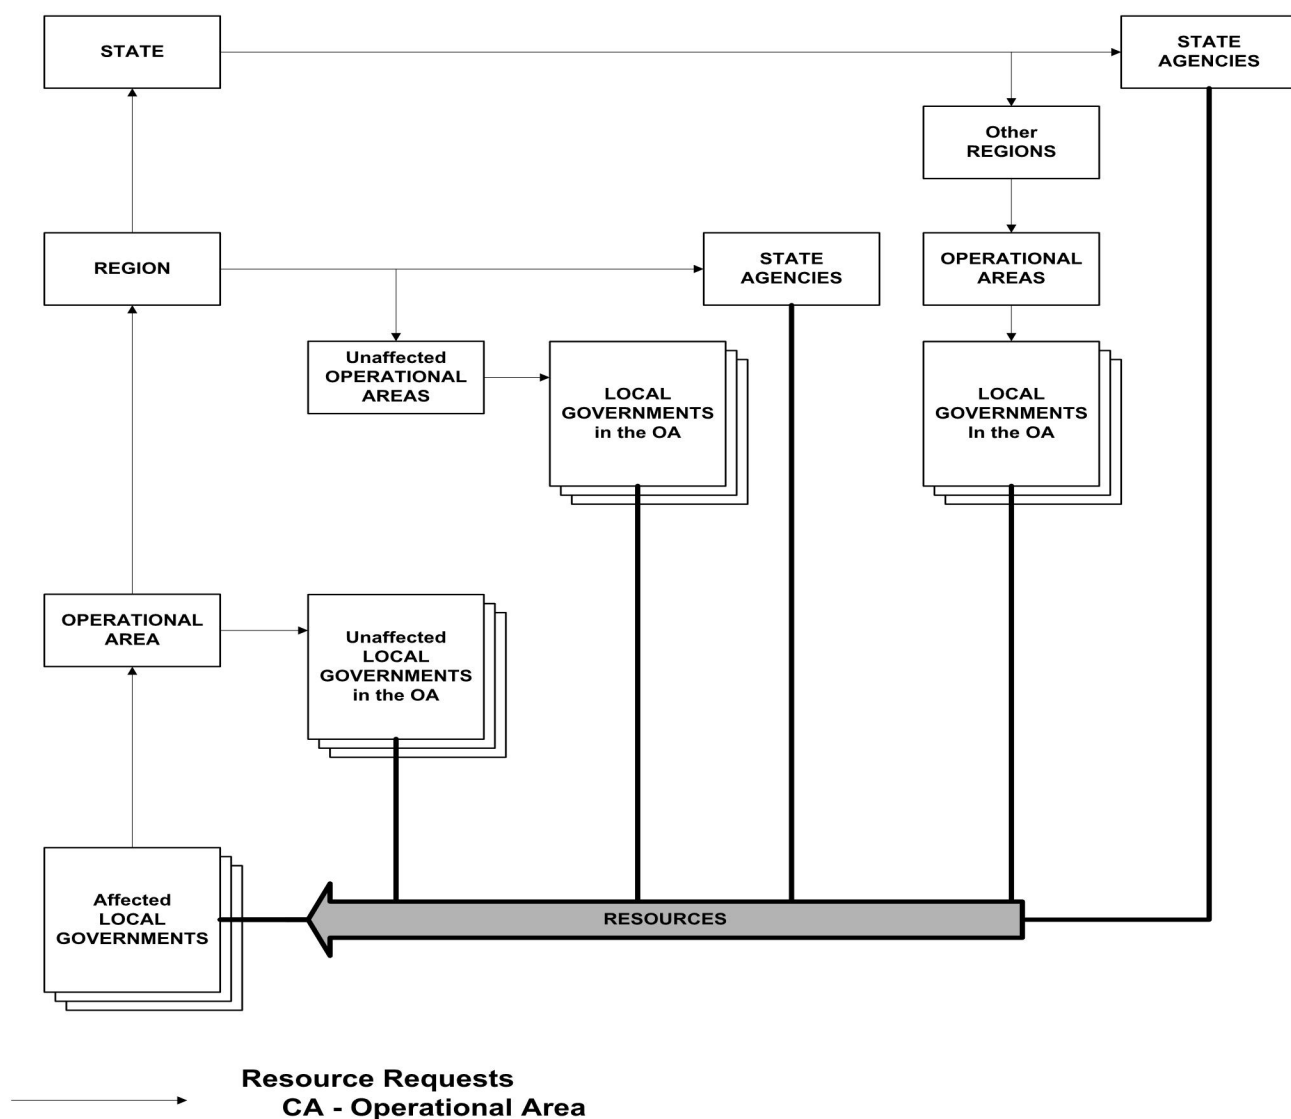 STATE
STATE
AGENCIES
Other
REGIONS
REGION
STATE
AGENCIES
OPERATIONAL
AREAS
Unaffected
OPERATIONAL
AREAS
LOCAL
GOVERNMENTS
in the OA
LOCAL
GOVERNMENTS
In the OA
OPERATIONAL
AREA
Unaffected
LOCAL
GOVERNMENTS
in the OA
Affected
LOCAL
GOVERNMENTS
RESOURCES
Resource Requests
CA - Operational Area